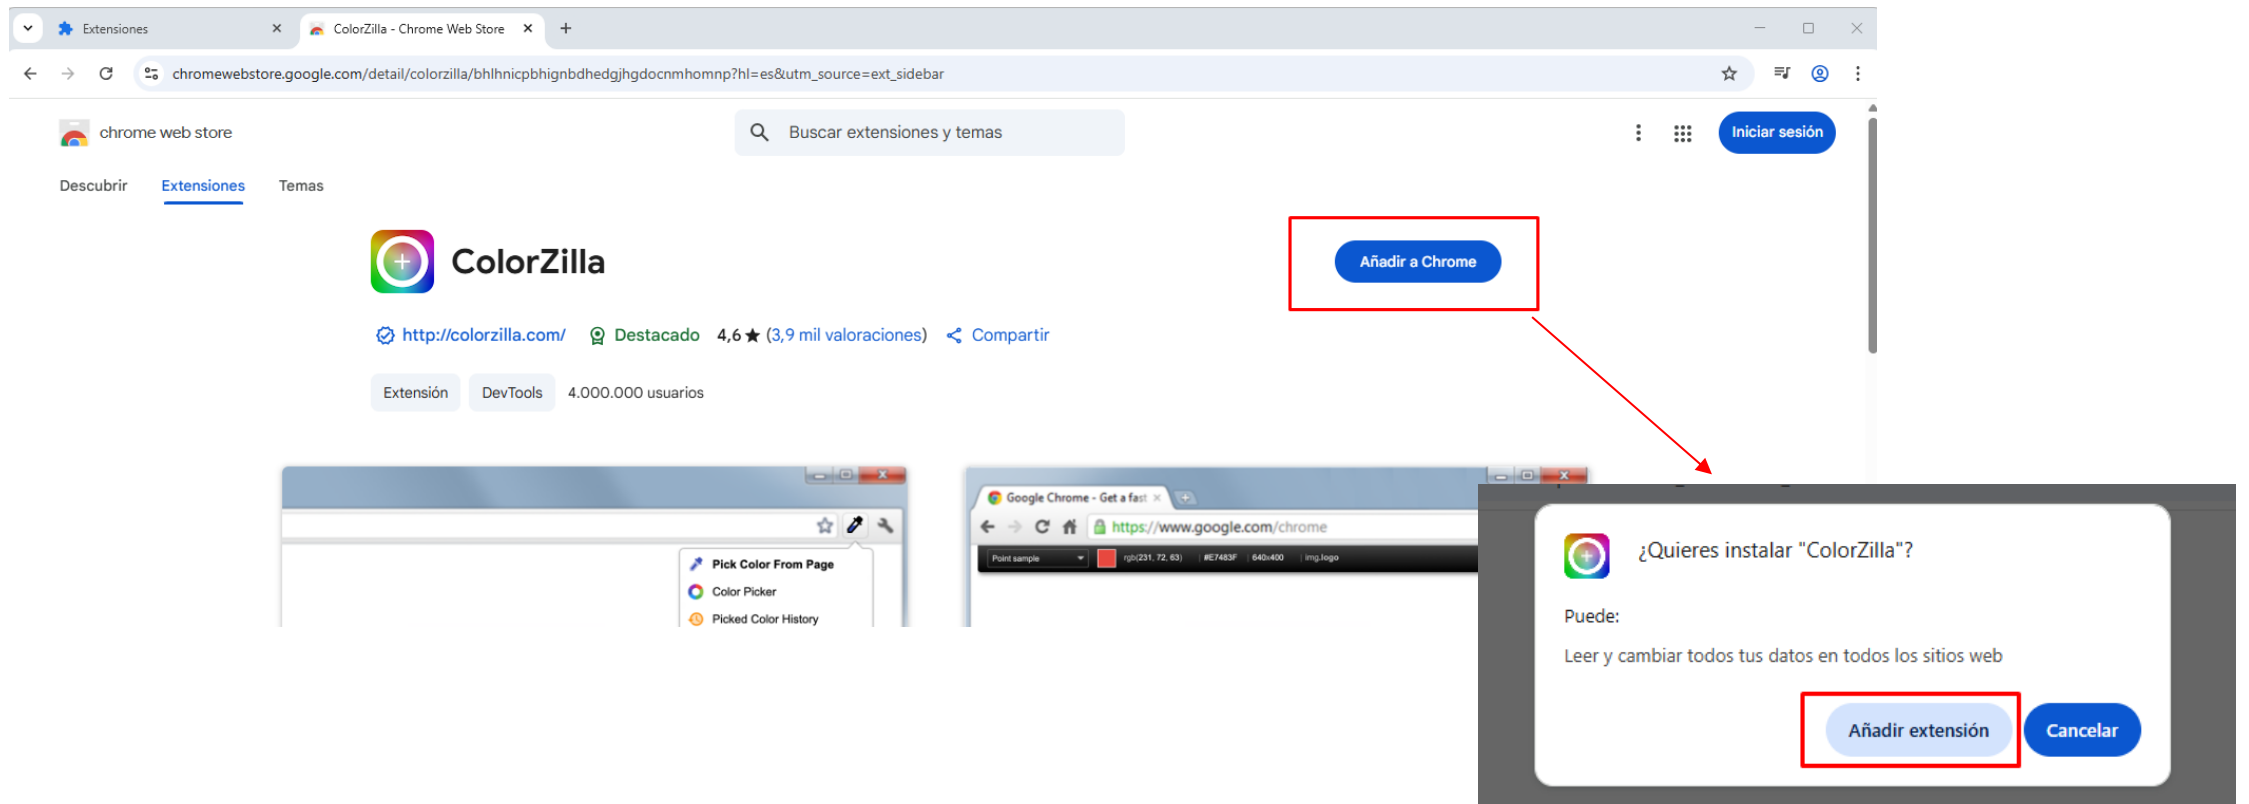 Extensiones
ColorZilla - Chrome Web Store
chromewebstore.google.com/detail/colorzilla/bhlhnicpbhignbdhedgjhgdocnmhomnp?hl=es&utm_source=ext_sidebar
chrome web store
Buscar extensiones y temas
Iniciar sesión
Descubrir Extensiones Temas
ColorZilla
Añadir a Chrome
http://colorzilla.com/ Destacado 4,6 ★ (3,9 mil valoraciones) Compartir
Extensión DevTools 4.000.000 usuarios
Pick Color From Page
Color Picker
Picked Color History
Google Chrome - Get a fast
https://www.google.com/chrome
Point sample rgb(231, 72, 63) | #E7483F | 640x400 | img.logo
¿Quieres instalar "ColorZilla"?
Puede:
Leer y cambiar todos tus datos en todos los sitios web
Añadir extensión Cancelar